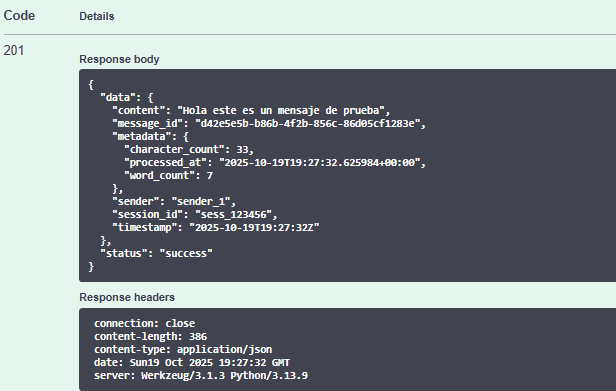 Code Details
201
Response body
{
  "data": {
    "content": "Hola este es un mensaje de prueba",
    "message_id": "d42e5e5b-b86b-4f2b-856c-86d05cf1283e",
    "metadata": {
      "character_count": 33,
      "processed_at": "2025-10-19T19:27:32.625984+00:00",
      "word_count": 7
    },
    "sender": "sender_1",
    "session_id": "sess_123456",
    "timestamp": "2025-10-19T19:27:32Z"
  },
  "status": "success"
}
Response headers
connection: close
content-length: 386
content-type: application/json
date: Sun19 Oct 2025 19:27:32 GMT
server: Werkzeug/3.1.3 Python/3.13.9